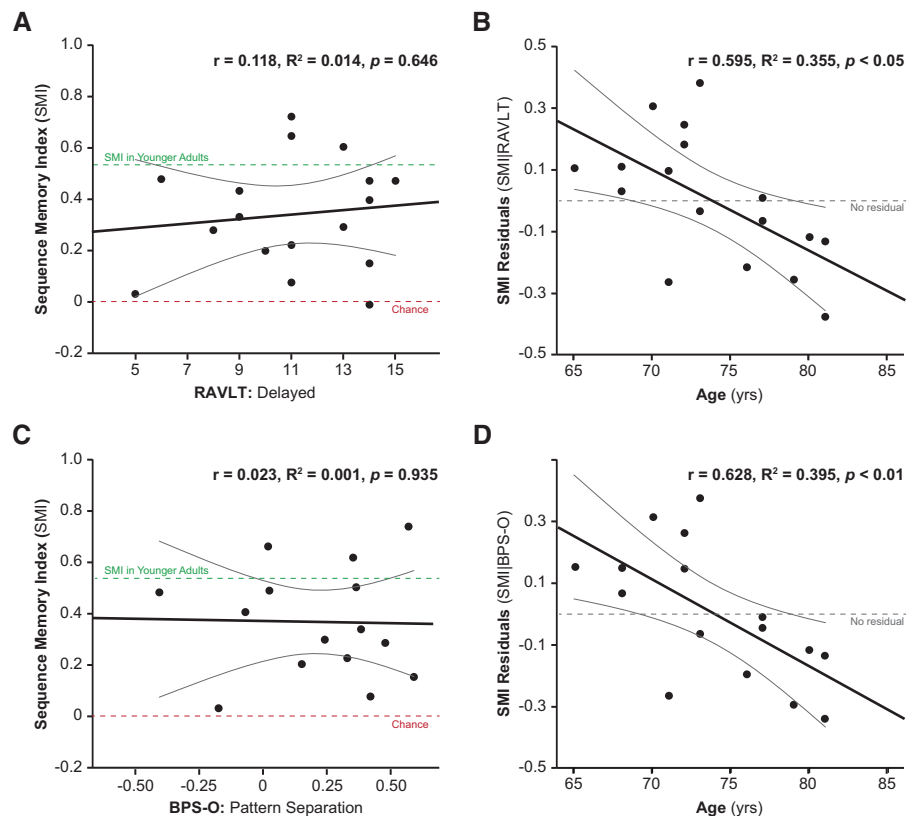 A
Sequence Memory Index (SMI)
1.0
0.8
0.6
0.4
0.2
0
-0.2
r = 0.118, R² = 0.014, p = 0.646
SMI in Younger Adults
Chance
5 7 9 11 13 15
RAVLT: Delayed
B
SMI Residuals (SMI|RAVLT)
0.5
0.3
0.1
-0.1
-0.3
-0.5
r = 0.595, R² = 0.355, p < 0.05
No residual
65 70 75 80 85
Age (yrs)
C
Sequence Memory Index (SMI)
1.0
0.8
0.6
0.4
0.2
0
-0.2
r = 0.023, R² = 0.001, p = 0.935
SMI in Younger Adults
Chance
-0.50 -0.25 0 0.25 0.50
BPS-O: Pattern Separation
D
SMI Residuals (SMI|BPS-O)
0.3
0.1
-0.1
-0.3
-0.5
r = 0.628, R² = 0.395, p < 0.01
No residual
65 70 75 80 85
Age (yrs)